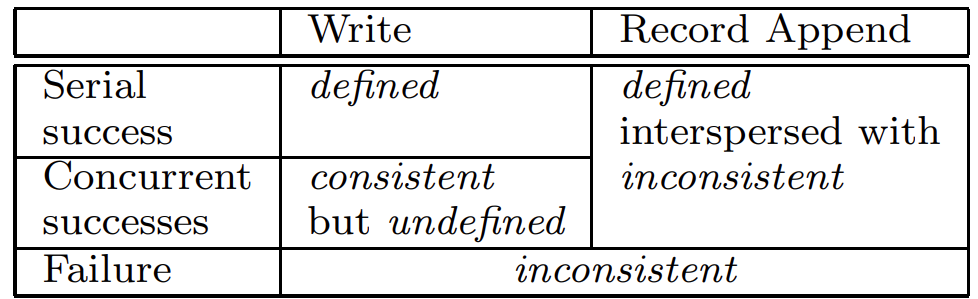 Write Record Append
Serial success defined defined interspersed with inconsistent
Concurrent successes consistent but undefined
Failure inconsistent